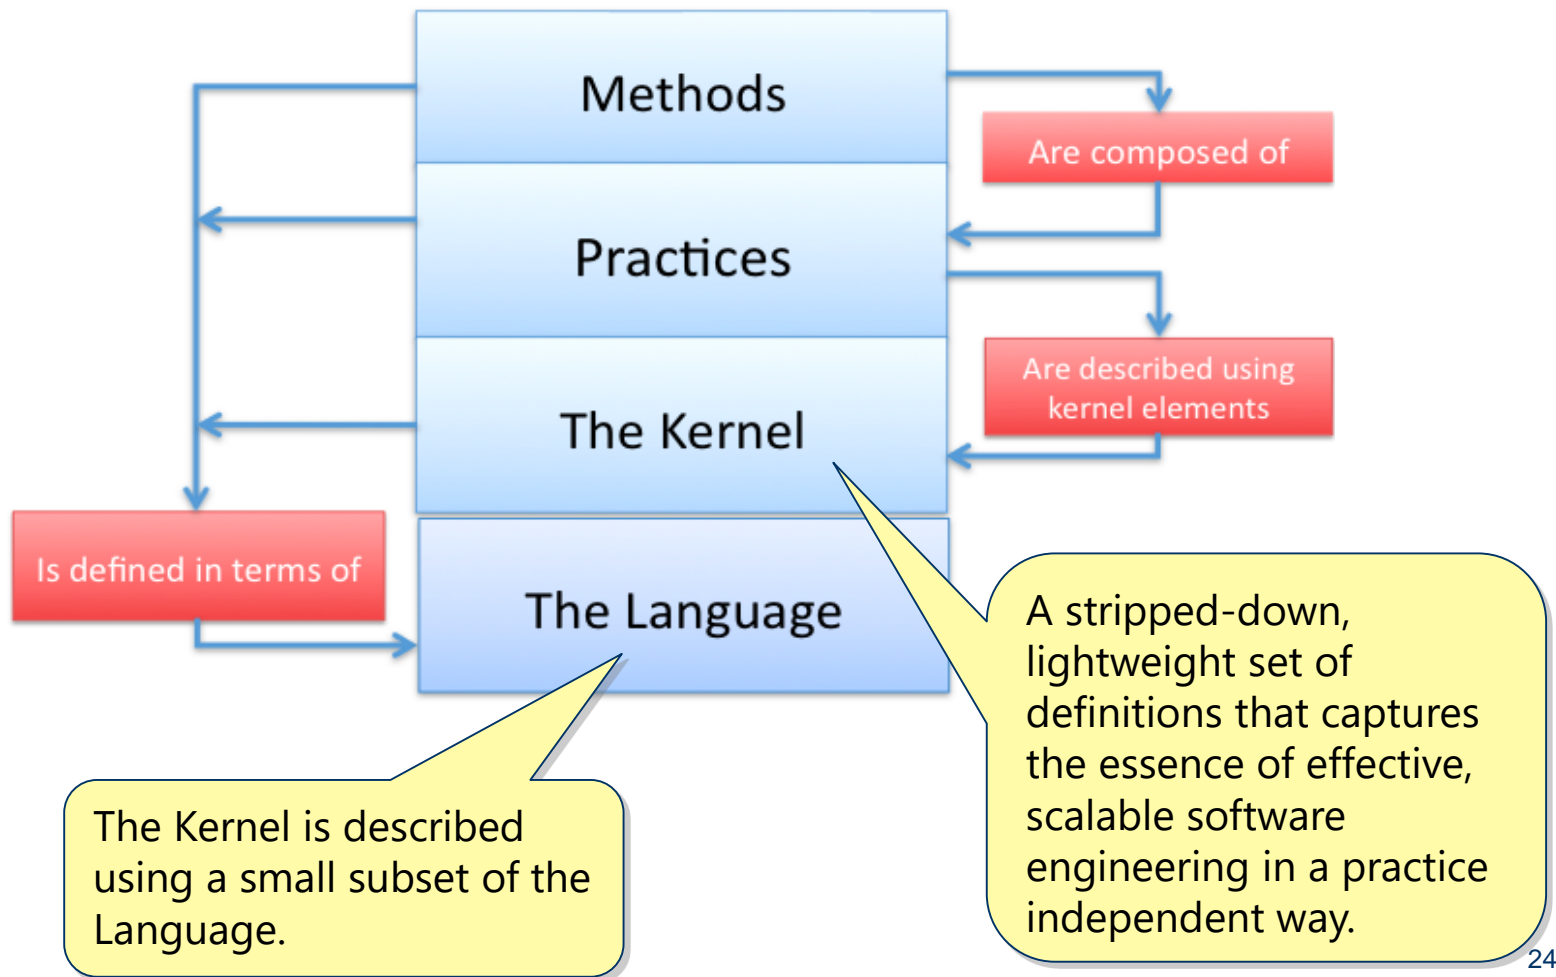 Methods
Are composed of
Practices
Are described using
kernel elements
The Kernel
Is defined in terms of
The Language
A stripped-down,
lightweight set of
definitions that captures
the essence of effective,
scalable software
engineering in a practice
independent way.
The Kernel is described
using a small subset of the
Language.
24